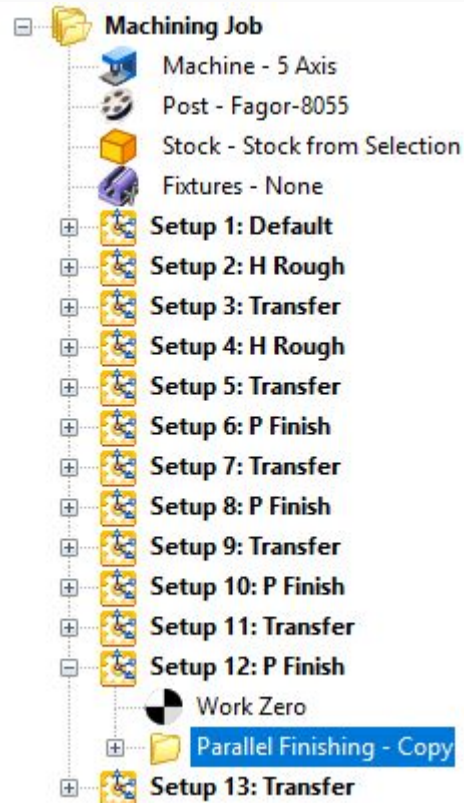 Machining Job
Machine - 5 Axis
Post - Fagor-8055
Stock - Stock from Selection
Fixtures - None
Setup 1: Default
Setup 2: H Rough
Setup 3: Transfer
Setup 4: H Rough
Setup 5: Transfer
Setup 6: P Finish
Setup 7: Transfer
Setup 8: P Finish
Setup 9: Transfer
Setup 10: P Finish
Setup 11: Transfer
Setup 12: P Finish
Work Zero
Parallel Finishing - Copy
Setup 13: Transfer